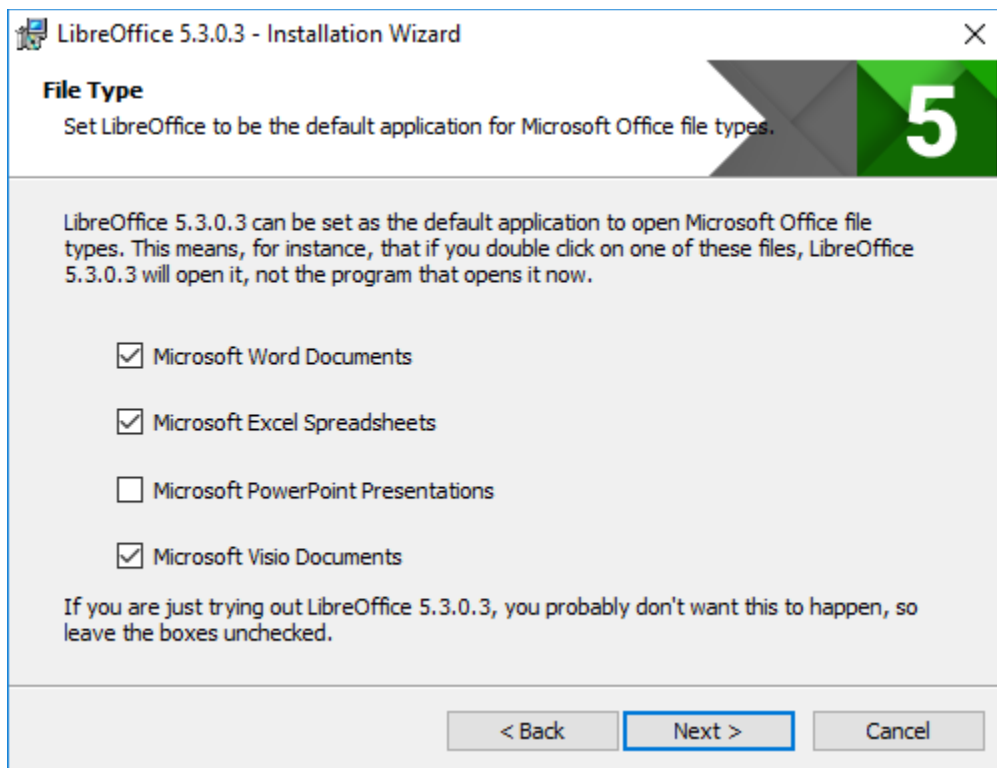 LibreOffice 5.3.0.3 - Installation Wizard
File Type
Set LibreOffice to be the default application for Microsoft Office file types.
5
LibreOffice 5.3.0.3 can be set as the default application to open Microsoft Office file
types. This means, for instance, that if you double click on one of these files, LibreOffice
5.3.0.3 will open it, not the program that opens it now.
Microsoft Word Documents
Microsoft Excel Spreadsheets
Microsoft PowerPoint Presentations
Microsoft Visio Documents
If you are just trying out LibreOffice 5.3.0.3, you probably don't want this to happen, so
leave the boxes unchecked.
< Back
Next >
Cancel